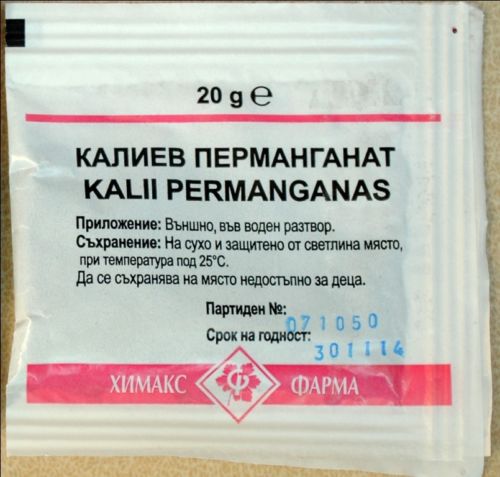 20 g ℮
КАЛИЕВ ПЕРМАНГАНАТ
KALII PERMANGANAS
Приложение: Външно, във воден разтвор.
Съхранение: На сухо и защитено от светлина място,
при температура под 25°С.
Да се съхранява на място недостъпно за деца.
Партиден №: 071050
Срок на годност: 301114
ХИМАКС Ф ФАРМА